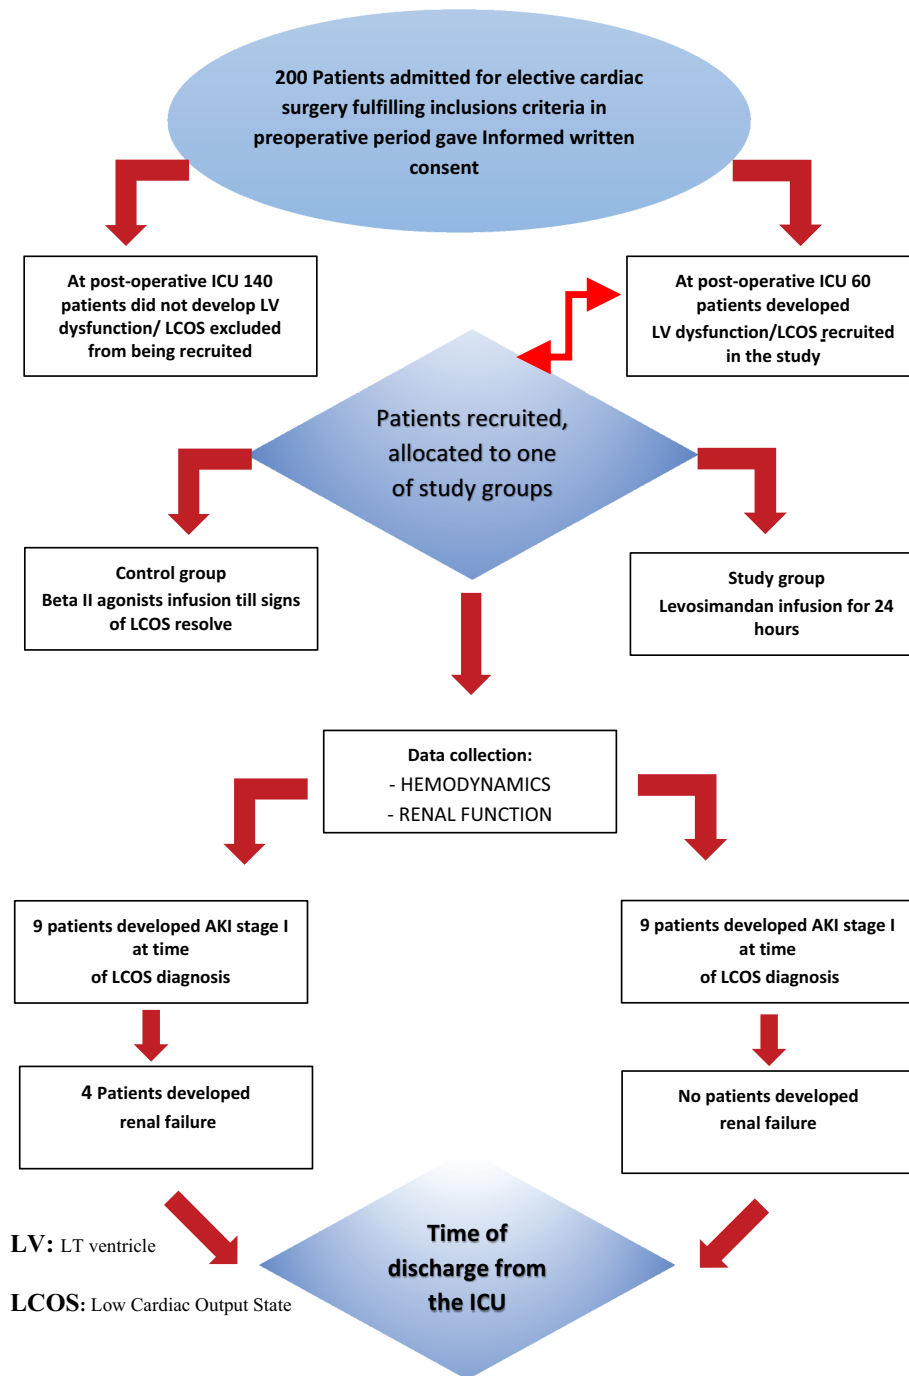 200 Patients admitted for elective cardiac
surgery fulfilling inclusions criteria in
preoperative period gave Informed written
consent
At post-operative ICU 140
patients did not develop LV
dysfunction/ LCOS excluded
from being recruited
At post-operative ICU 60
patients developed
LV dysfunction/LCOS recruited
in the study
Patients recruited,
allocated to one
of study groups
Control group
Beta II agonists infusion till signs
of LCOS resolve
Study group
Levosimandan infusion for 24
hours
Data collection:
- HEMODYNAMICS
- RENAL FUNCTION
9 patients developed AKI stage I
at time
of LCOS diagnosis
9 patients developed AKI stage I
at time
of LCOS diagnosis
4 Patients developed
renal failure
No patients developed
renal failure
Time of
discharge from
the ICU
LV: LT ventricle
LCOS: Low Cardiac Output State